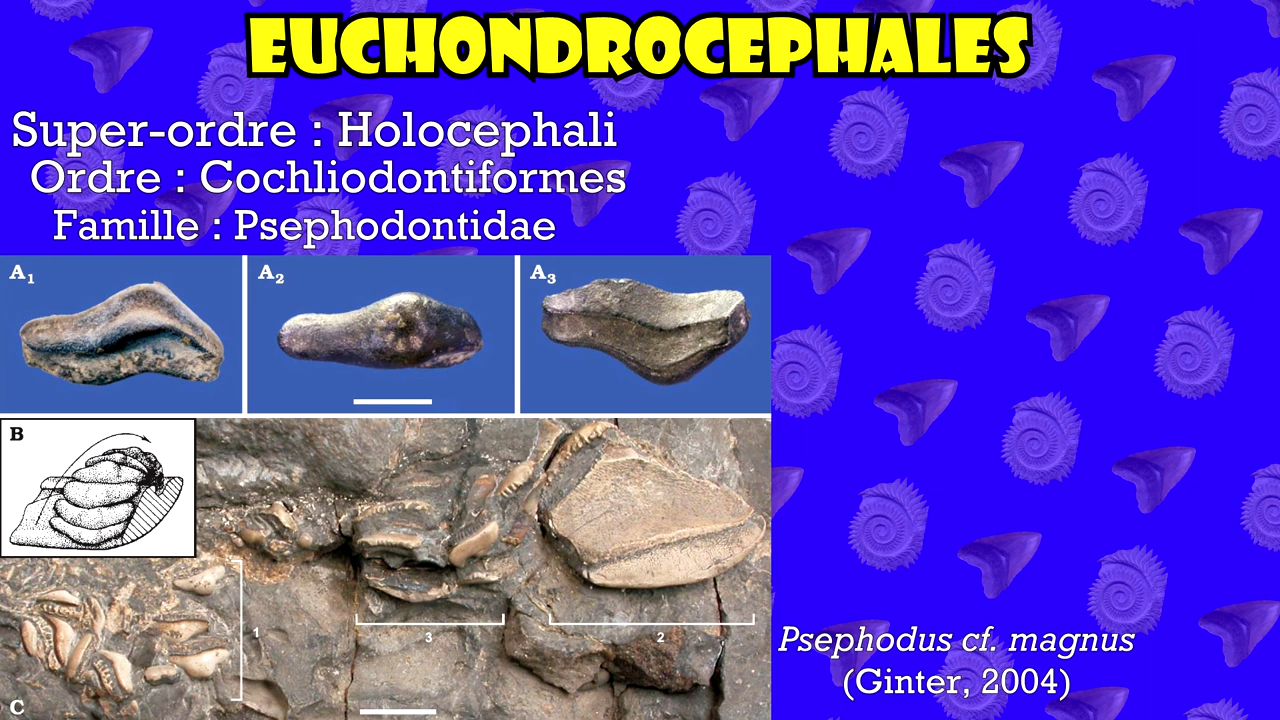 EUCHONDROCEPHALES
Super-ordre : Holocephali
Ordre : Cochliodontiformes
Famille : Psephodontidae
A1
A2
A3
B
1
3
2
C
Psephodus cf. magnus
(Ginter, 2004)